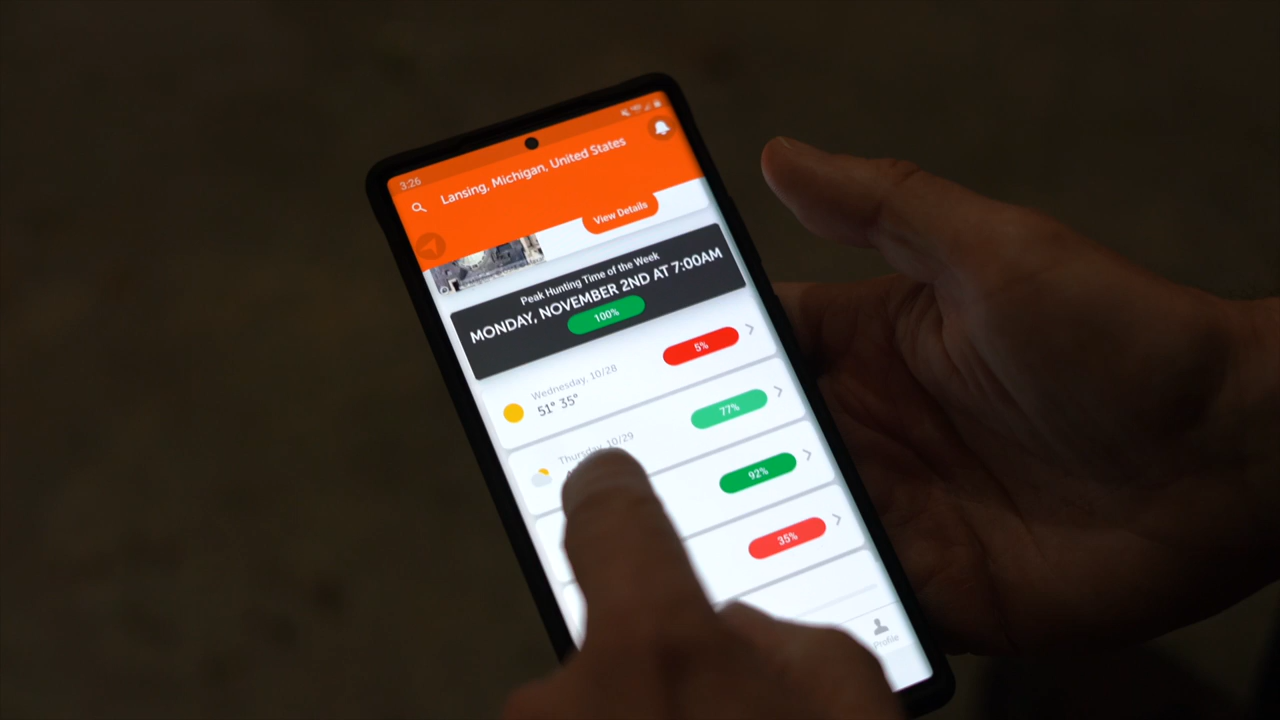 3:26
Lansing, Michigan, United States
View Details
Peak Hunting Time of the Week
MONDAY, NOVEMBER 2ND AT 7:00AM
100%
Wednesday, 10/28
51° 35°
5%
Thursday, 10/29
77%
92%
35%
Profile